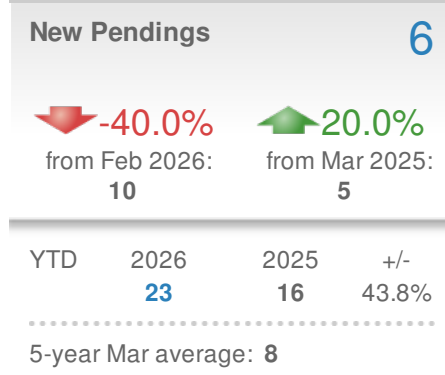 New Pendings 6
-40.0% 20.0%
from Feb 2026: from Mar 2025:
10 5
YTD 2026 2025 +/-
23 16 43.8%
5-year Mar average: 8